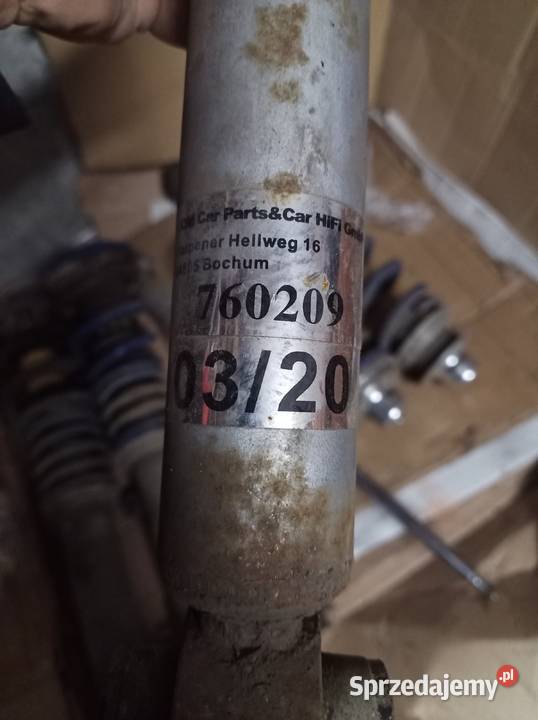 Car Parts&Car HiFi
Hellweg 16
Bochum
760209
03/20
Sprzedajemy.pl